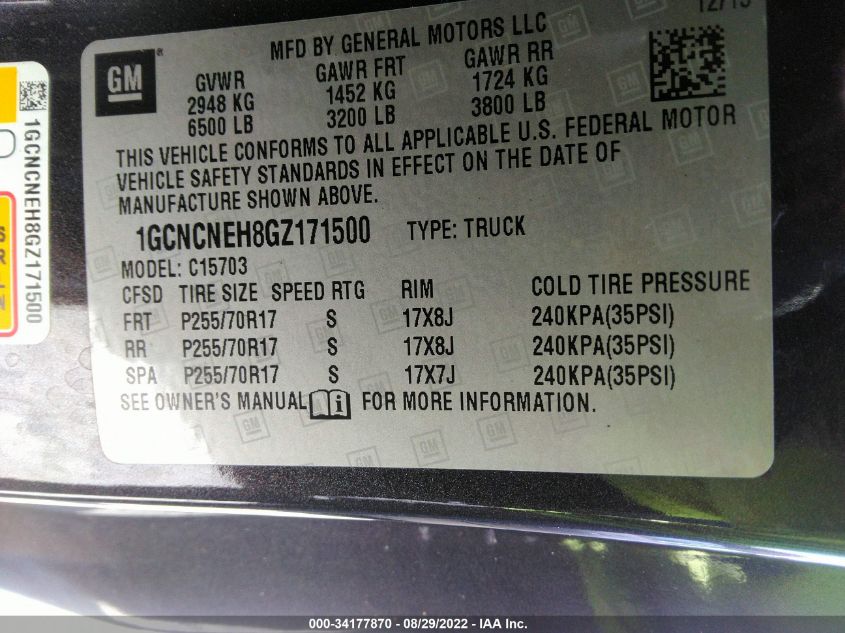 GM
MFD BY GENERAL MOTORS LLC
GVWR GAWR FRT GAWR RR
2948 KG 1452 KG 1724 KG
6500 LB 3200 LB 3800 LB
THIS VEHICLE CONFORMS TO ALL APPLICABLE U.S. FEDERAL MOTOR
VEHICLE SAFETY STANDARDS IN EFFECT ON THE DATE OF
MANUFACTURE SHOWN ABOVE.
1GCNCNEH8GZ171500 TYPE: TRUCK
MODEL: C15703
CFSD TIRE SIZE SPEED RTG RIM COLD TIRE PRESSURE
FRT P255/70R17 S 17X8J 240KPA(35PSI)
RR P255/70R17 S 17X8J 240KPA(35PSI)
SPA P255/70R17 S 17X7J 240KPA(35PSI)
SEE OWNER'S MANUAL FOR MORE INFORMATION.
1GCNCNEH8GZ171500
000-34177870 - 08/29/2022 - IAA Inc.